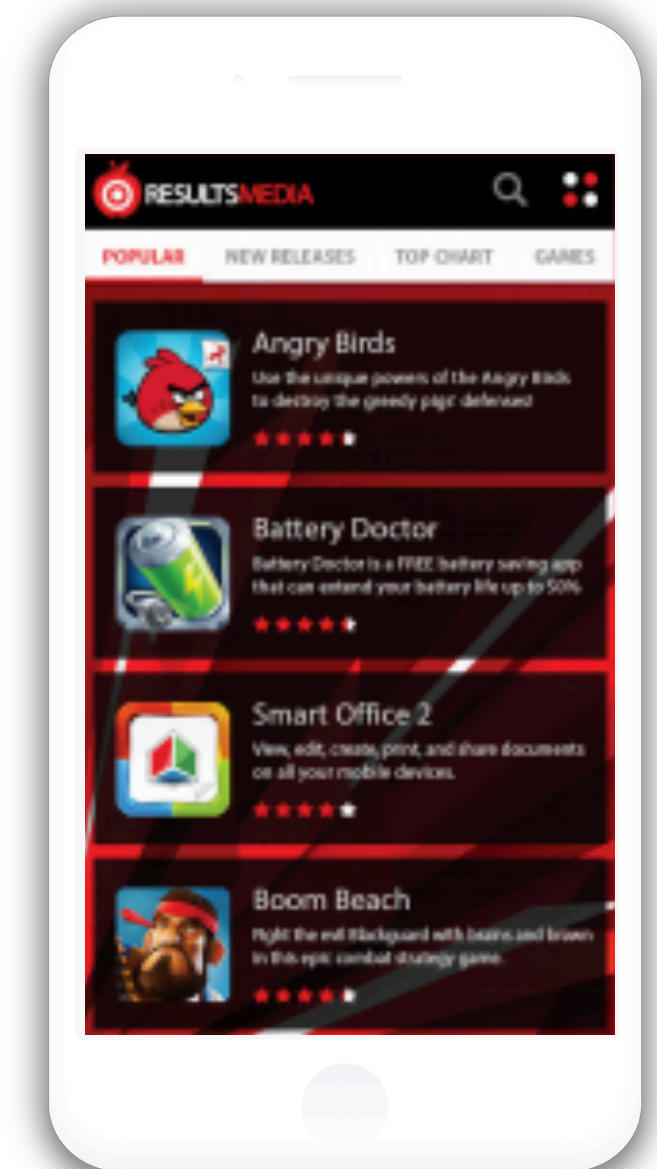 RESULTSMEDIA
POPULAR NEW RELEASES TOP CHART GAMES
Angry Birds
Use the unique powers of the Angry Birds
to destroy the greedy pigs' defenses!
Battery Doctor
Battery Doctor is a FREE battery saving app
that can extend your battery life up to 50%
Smart Office 2
View, edit, create, print, and share documents
on all your mobile devices.
Boom Beach
Fight the evil Blackguard with brains and brawn
in this epic combat strategy game.